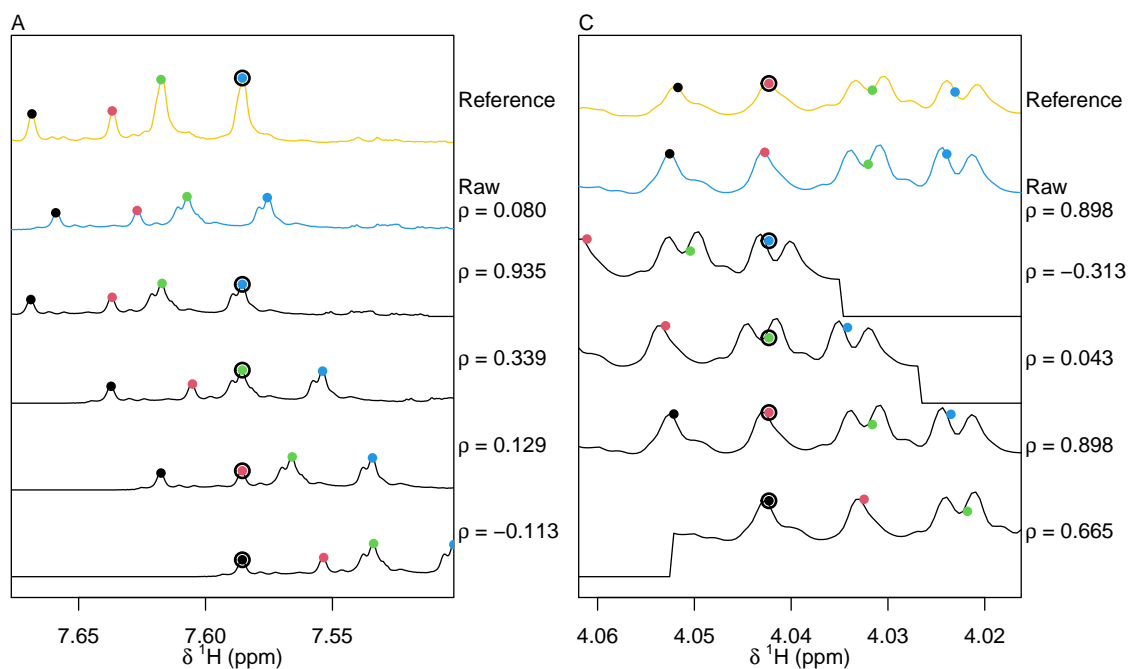 A
Reference
Raw
ρ = 0.080
ρ = 0.935
ρ = 0.339
ρ = 0.129
ρ = −0.113
7.65 7.60 7.55
δ ¹H (ppm)
C
Reference
Raw
ρ = 0.898
ρ = −0.313
ρ = 0.043
ρ = 0.898
ρ = 0.665
4.06 4.05 4.04 4.03 4.02
δ ¹H (ppm)